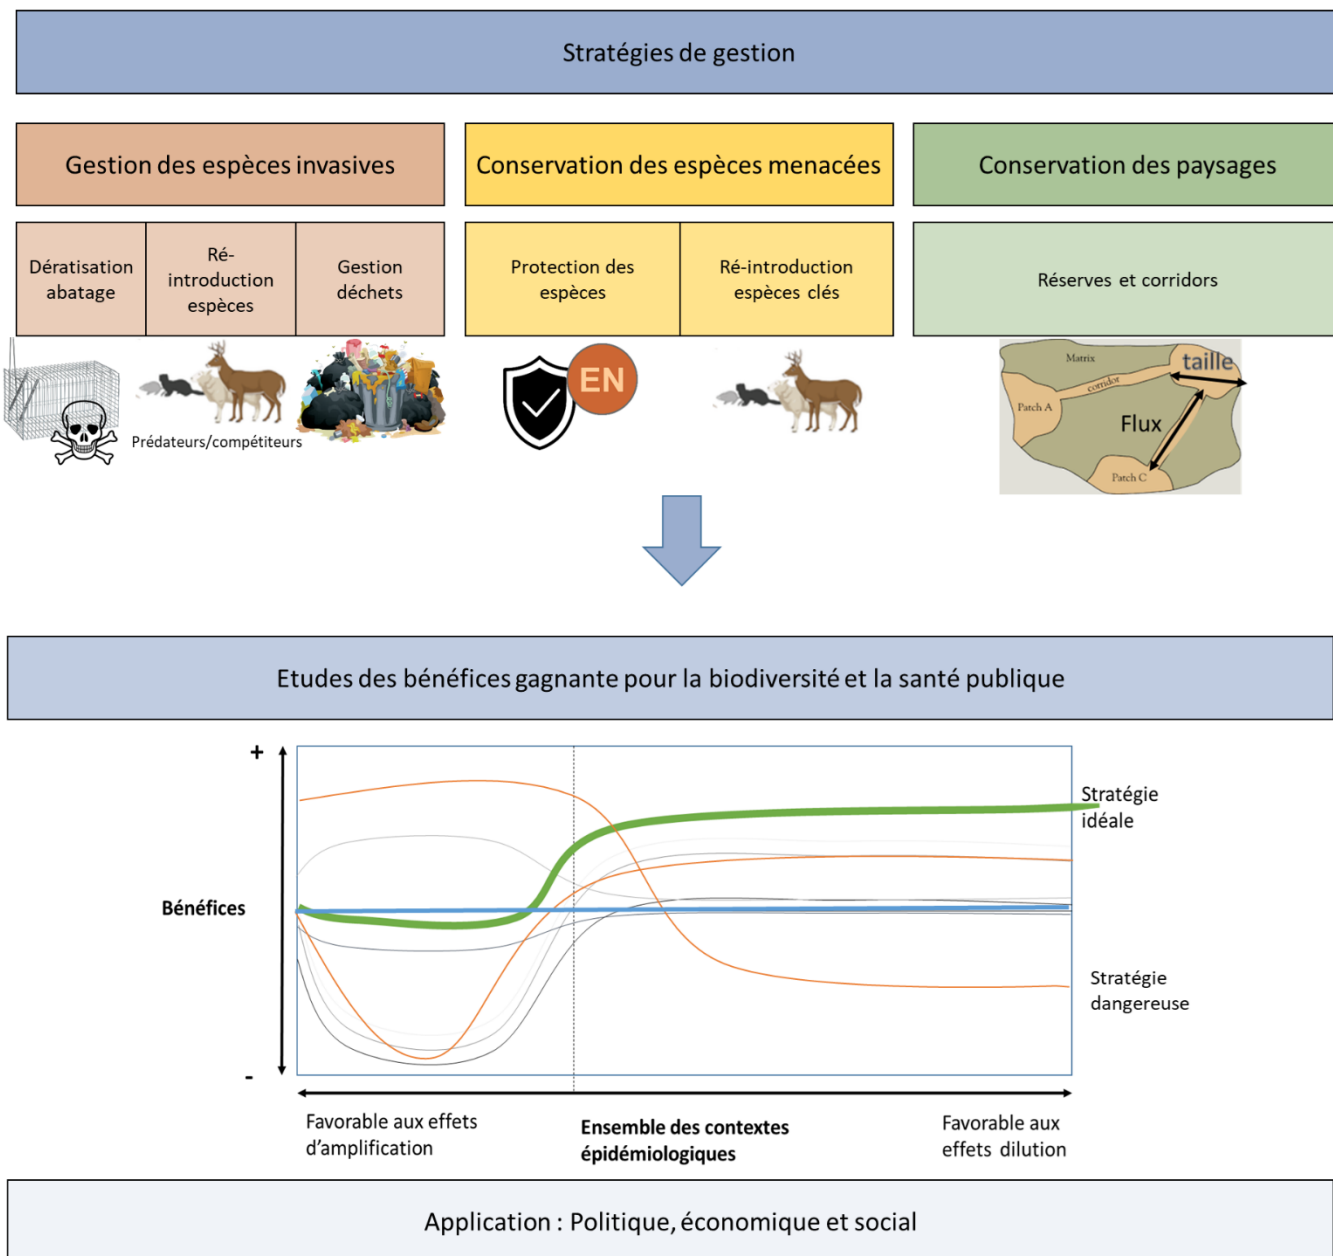 Stratégies de gestion
Gestion des espèces invasives
Conservation des espèces menacées
Conservation des paysages
Dératisation
abatage
Ré-
introduction
espèces
Gestion
déchets
Protection des
espèces
Ré-introduction
espèces clés
Réserves et corridors
Prédateurs/compétiteurs
EN
Matrix
corridor
taille
Patch A
Flux
Patch C
Etudes des bénéfices gagnante pour la biodiversité et la santé publique
+
Stratégie
idéale
Bénéfices
Stratégie
dangereuse
-
Favorable aux effets
d'amplification
Ensemble des contextes
épidémiologiques
Favorable aux
effets dilution
Application : Politique, économique et social